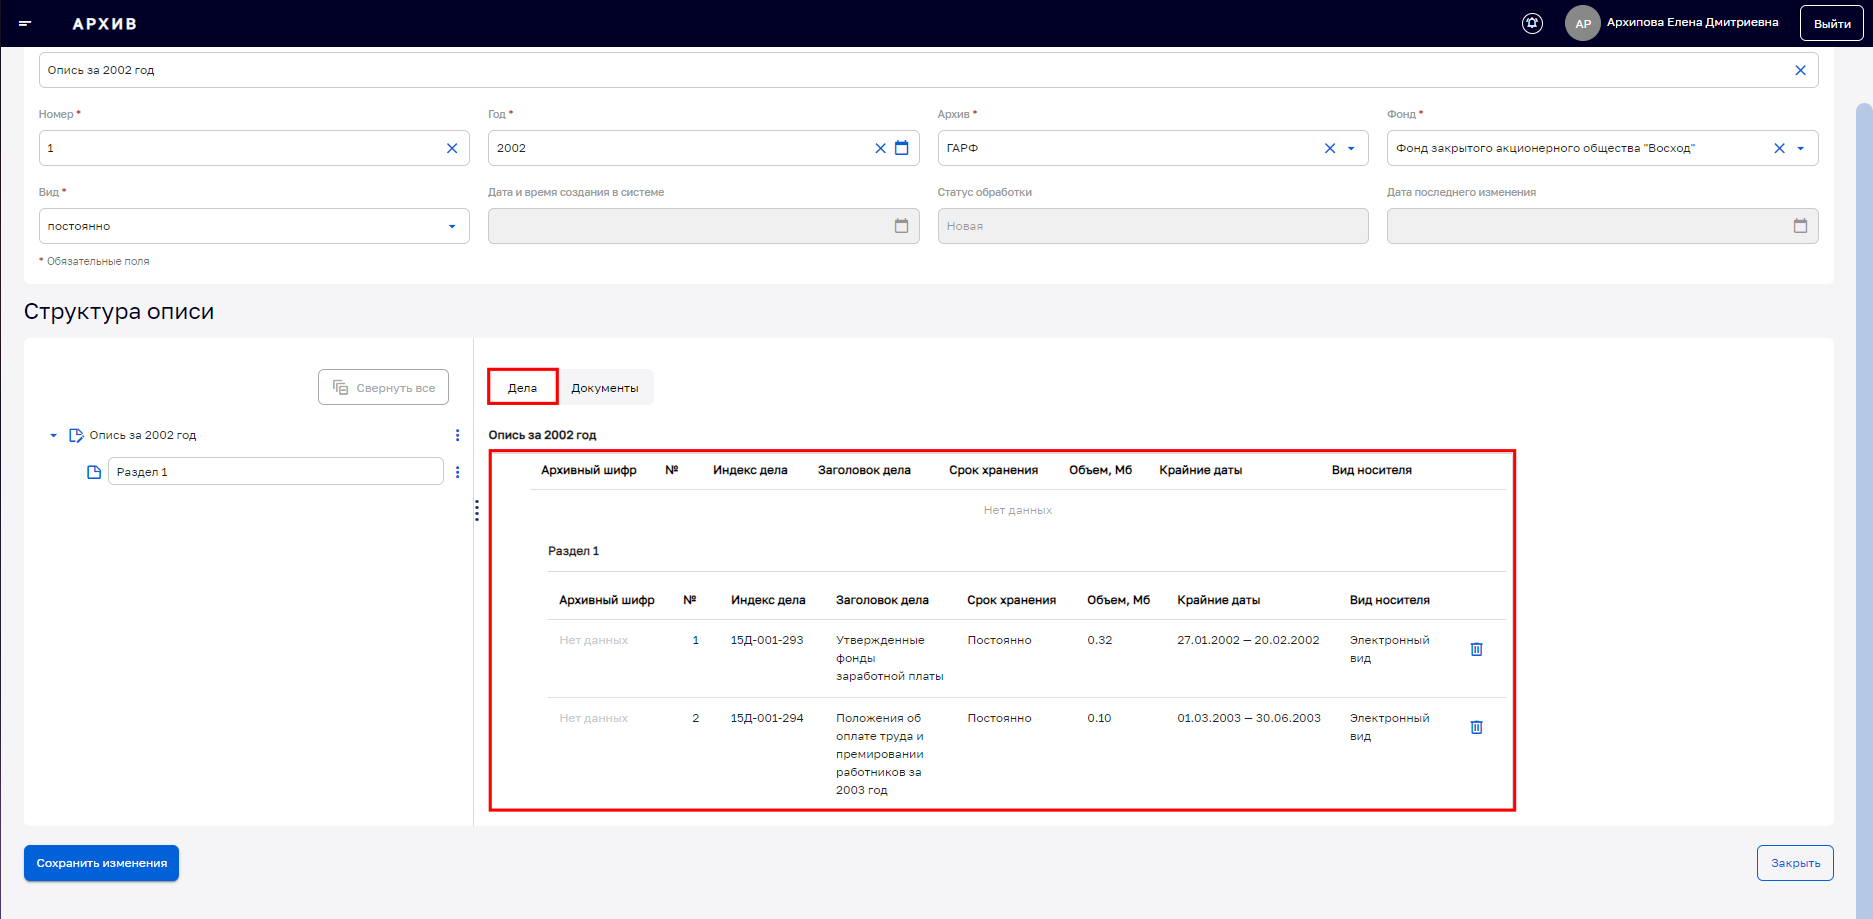 АРХИВ
АР
Архипова Елена Дмитриевна
Выйти
Опись за 2002 год
Номер *
Год *
Архив *
Фонд *
1
2002
ГАРФ
Фонд закрытого акционерного общества "Восход"
Вид *
Дата и время создания в системе
Статус обработки
Дата последнего изменения
постоянно
Новая
* Обязательные поля
Структура описи
Свернуть все
Опись за 2002 год
Раздел 1
Дела
Документы
Опись за 2002 год
Архивный шифр № Индекс дела Заголовок дела Срок хранения Объем, Мб Крайние даты Вид носителя
Нет данных
Раздел 1
Архивный шифр № Индекс дела Заголовок дела Срок хранения Объем, Мб Крайние даты Вид носителя
Нет данных 1 15Д-001-293 Утвержденные Постоянно 0.32 27.01.2002 — 20.02.2002 Электронный
фонды вид
заработной платы
Нет данных 2 15Д-001-294 Положения об Постоянно 0.10 01.03.2003 — 30.06.2003 Электронный
оплате труда и вид
премировании
работников за
2003 год
Сохранить изменения
Закрыть